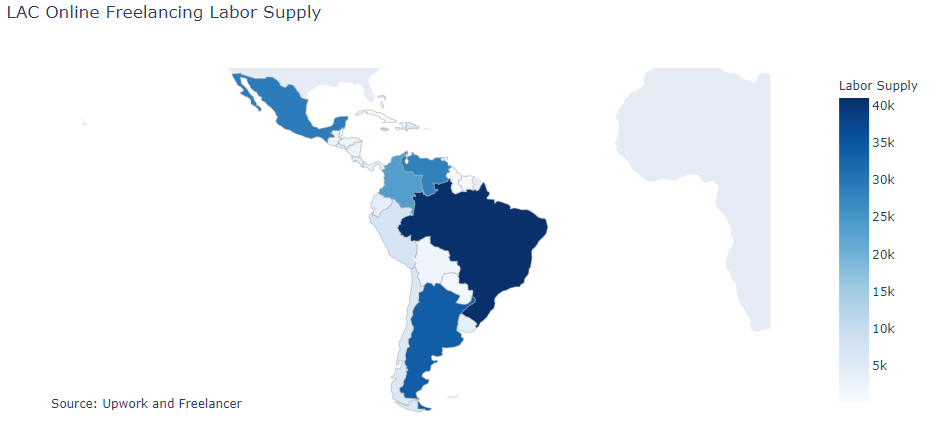 LAC Online Freelancing Labor Supply
Labor Supply
40k
35k
30k
25k
20k
15k
10k
5k
Source: Upwork and Freelancer